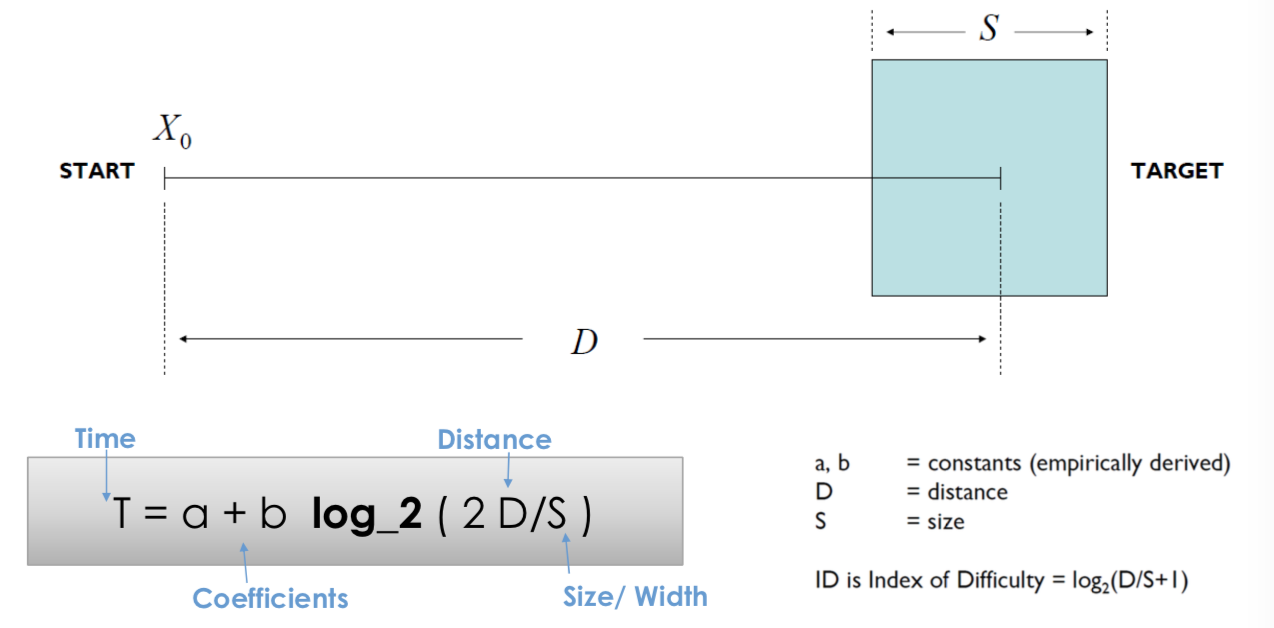 S
X₀
START
TARGET
D
Time
Distance
T = a + b log_2 ( 2 D/S )
Coefficients
Size/ Width
a, b = constants (empirically derived)
D = distance
S = size
ID is Index of Difficulty = log₂(D/S+1)